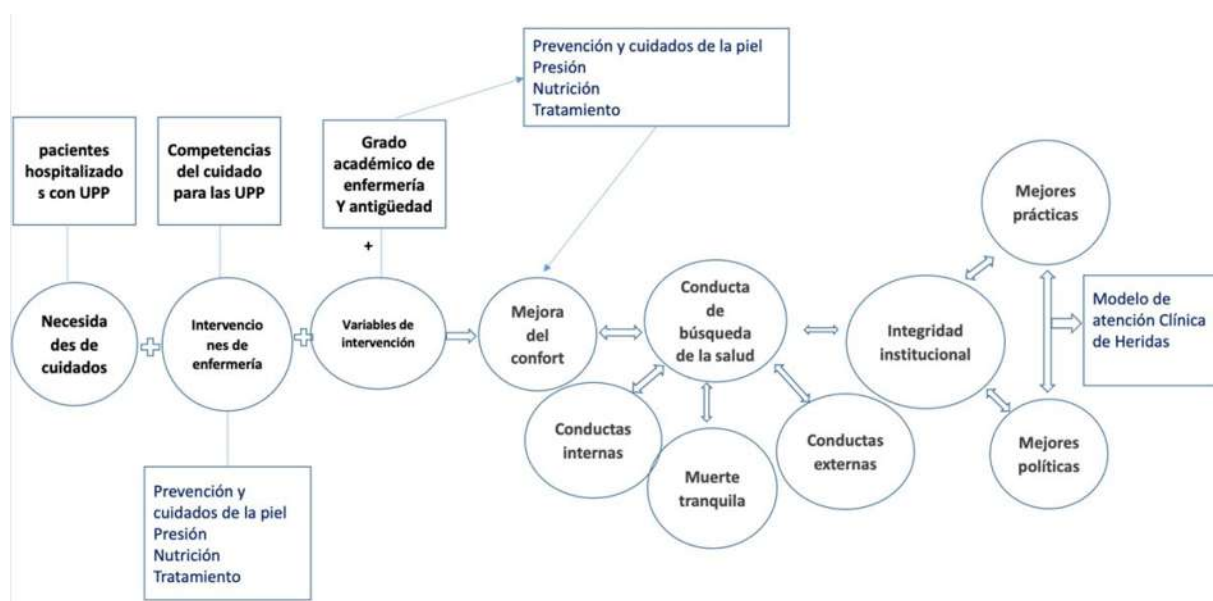 Prevención y cuidados de la piel
Presión
Nutrición
Tratamiento
pacientes
hospitalizado
s con UPP
Competencias
del cuidado
para las UPP
Grado
académico de
enfermería
Y antigüedad
+
Mejores
prácticas
Necesida
des de
cuidados
Intervencio
nes de
enfermería
Variables de
intervención
Mejora
del
confort
Conducta
de
búsqueda
de la salud
Integridad
institucional
Modelo de
atención Clínica
de Heridas
Conductas
internas
Muerte
tranquila
Conductas
externas
Mejores
políticas
Prevención y
cuidados de la piel
Presión
Nutrición
Tratamiento